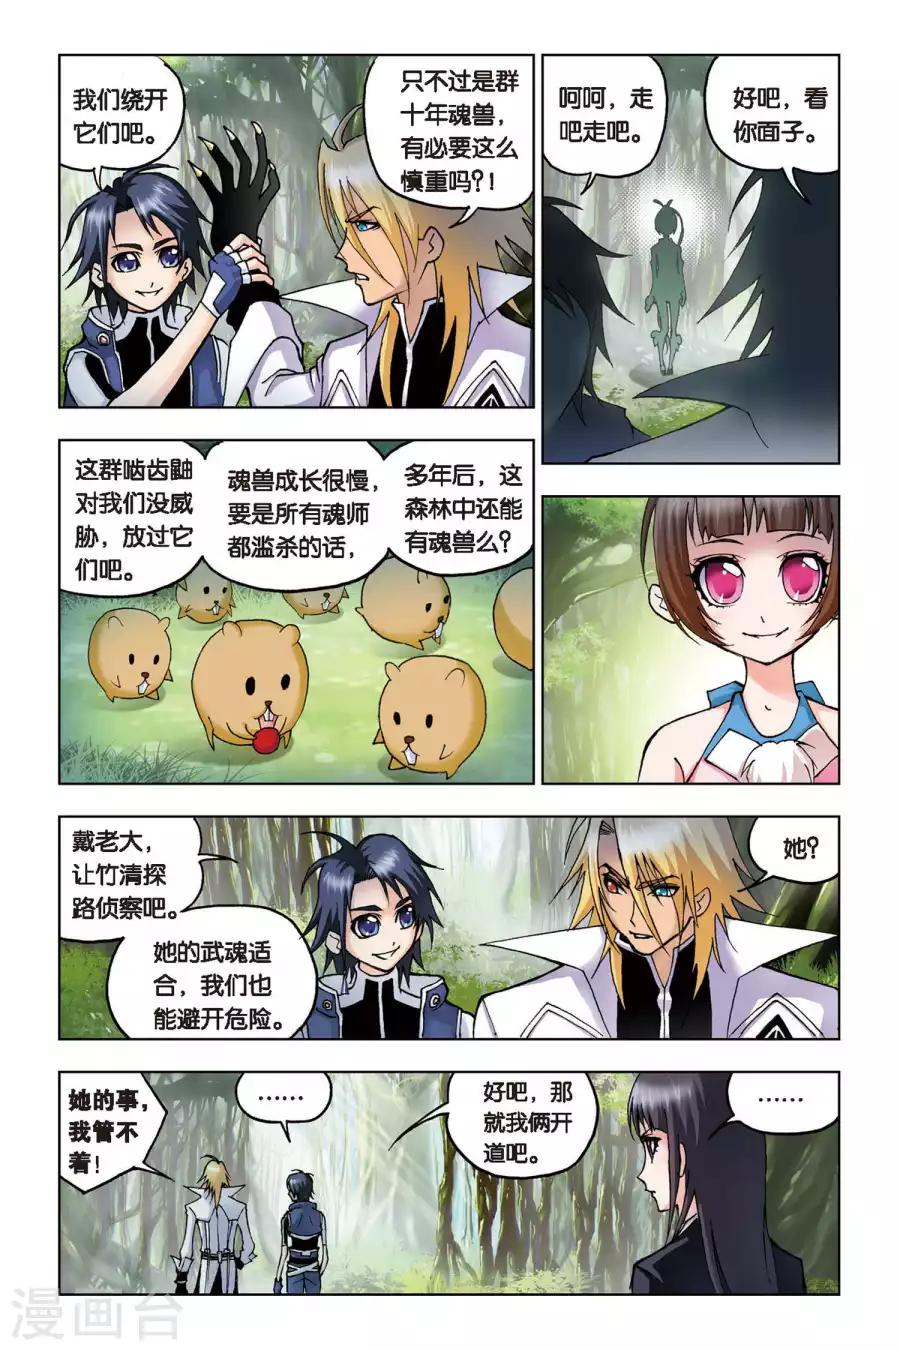 我们绕开
它们吧。
只不过是群
十年魂兽，
有必要这么
慎重吗？！
呵呵，走
吧走吧。
好吧，看
你面子。
这群啮齿鼬
对我们没威
胁，放过它
们吧。
魂兽成长很慢，
要是所有魂师
都滥杀的话，
多年后，这
森林中还能
有魂兽么？
戴老大，
让竹清探
路侦察吧。
她的武魂适
合，我们也
能避开危险。
她？
她的事，
我管不
着！
……
好吧，那
就我俩开
道吧。
……
漫画台